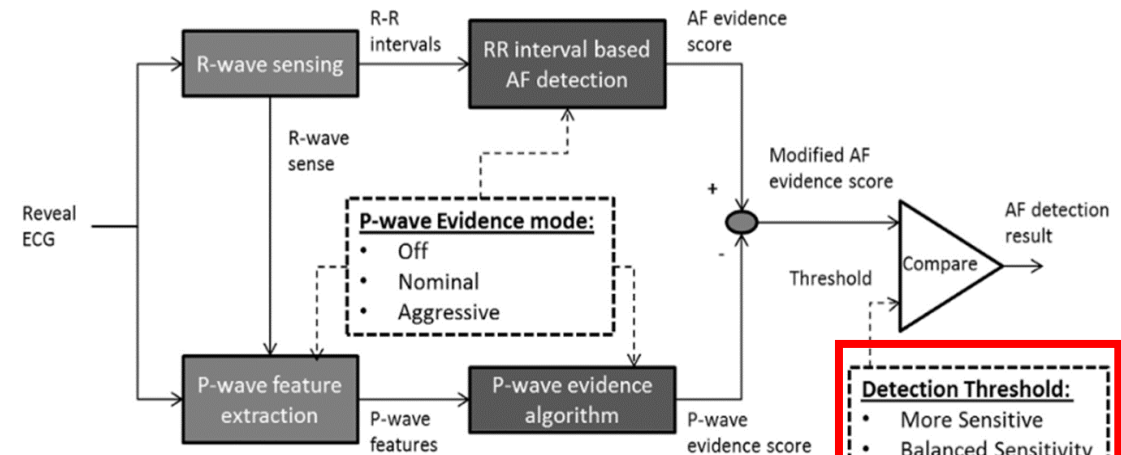 R-R
intervals
AF evidence
score
R-wave sensing
RR interval based
AF detection
R-wave
sense
Modified AF
evidence score
Reveal
ECG
P-wave Evidence mode:
• Off
• Nominal
• Aggressive
+
-
AF detection
result
Compare
Threshold
P-wave feature
extraction
P-wave
features
P-wave evidence
algorithm
P-wave
evidence score
Detection Threshold:
• More Sensitive
• Balanced Sensitivity